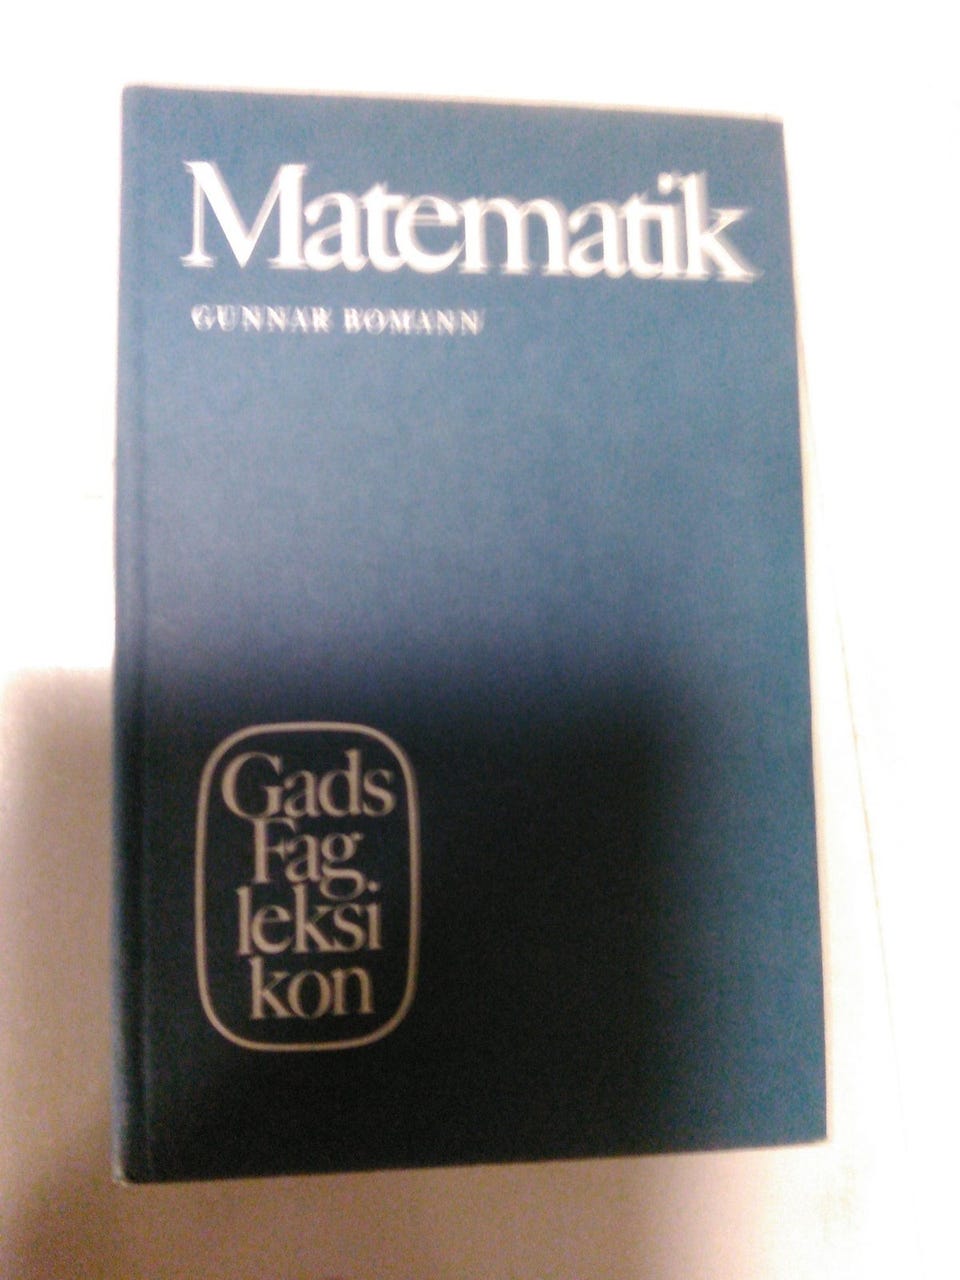 Matematik
GUNNAR BOMANN
Gads
Fag
leksi
kon